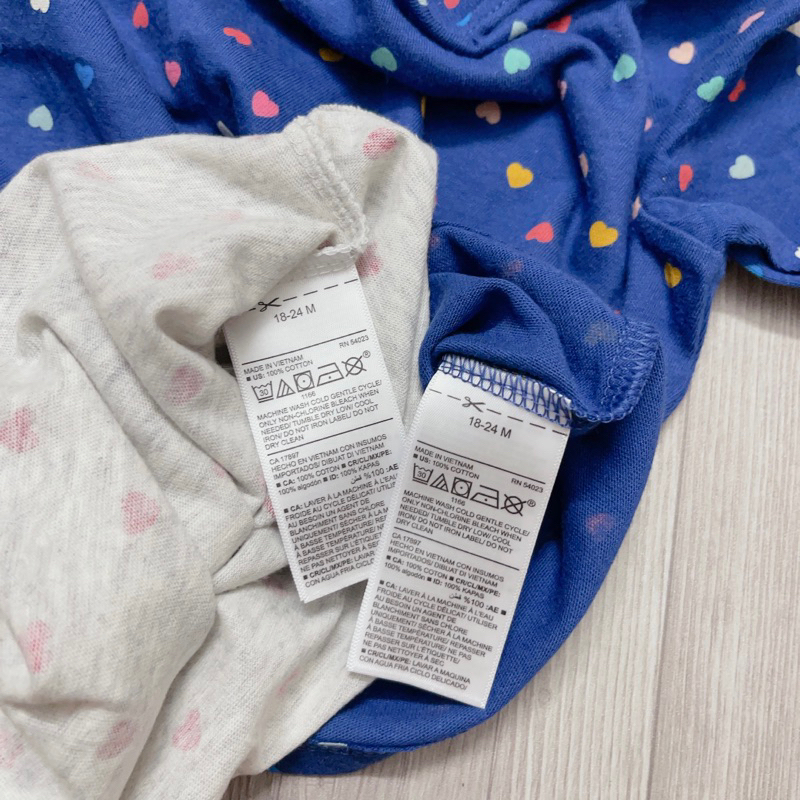 18-24 M
RN 54023
MADE IN VIETNAM
■ US: 100% COTTON
30
®
1166
MACHINE WASH COLD GENTLE CYCLE/
ONLY NON-CHLORINE BLEACH WHEN
NEEDED/ TUMBLE DRY LOW/ COOL
IRON/ DO NOT IRON LABEL/ DO NOT
DRY CLEAN
CA 17897
HECHO EN VIETNAM CON INSUMOS
IMPORTADOS/ DIBUAT DI VIETNAM
■ CA: 100% COTTON ■ CR/CL/MX/PE:
100% algodón ■ ID: 100% KAPAS
قطن %100 :AE
■ CA: LAVER À LA MACHINE À L'EAU
FROIDE AU CYCLE DÉLICAT/ UTILISER
AU BESOIN UN AGENT DE
BLANCHIMENT SANS CHLORE
UNIQUEMENT/ SÉCHER À LA MACHINE
À BASSE TEMPÉRATURE/
REPASSER SUR L'ÉTIQUETTE/
NE PAS NETTOYER À SEC
■ CR/CL/MX/PE: LAVAR
CON AGUA FRIA CICLO
18-24 M
RN 54023
MADE IN VIETNAM
■ US: 100% COTTON
30
®
1166
MACHINE WASH COLD GENTLE CYCLE/
ONLY NON-CHLORINE BLEACH WHEN
NEEDED/ TUMBLE DRY LOW/ COOL
IRON/ DO NOT IRON LABEL/ DO NOT
DRY CLEAN
CA 17897
HECHO EN VIETNAM CON INSUMOS
IMPORTADOS/ DIBUAT DI VIETNAM
■ CA: 100% COTTON ■ CR/CL/MX/PE:
100% algodón ■ ID: 100% KAPAS
قطن %100 :AE ■
■ CA: LAVER À LA MACHINE À L'EAU
FROIDE AU CYCLE DÉLICAT/ UTILISER
AU BESOIN UN AGENT DE
BLANCHIMENT SANS CHLORE
UNIQUEMENT/ SÉCHER À LA MACHINE
À BASSE TEMPÉRATURE/ REPASSER
À BASSE TEMPÉRATURE/ NE PAS
REPASSER SUR L'ÉTIQUETTE/
NE PAS NETTOYER À SEC
■ CR/CL/MX/PE: LAVAR A MAQUINA
CON AGUA FRIA CICLO DELICADO/